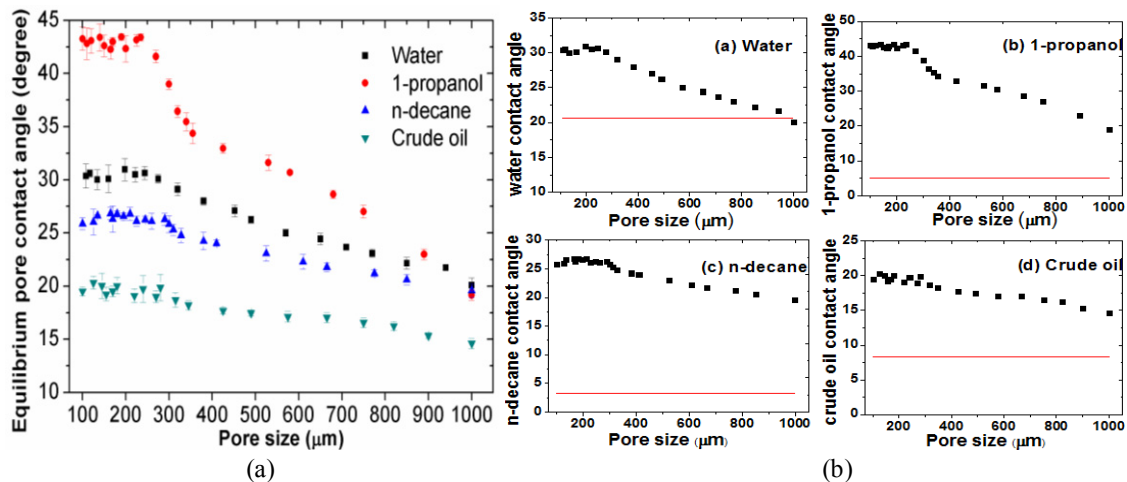 45
40
35
30
25
20
15
10
Equilibrium pore contact angle (degree)
Water
1-propanol
n-decane
Crude oil
100 200 300 400 500 600 700 800 900 1000
Pore size (μm)
(a)
35
30
25
20
15
water contact angle
(a) Water
200 400 600 800 1000
Pore size (μm)
50
40
30
20
10
0
1-propanol contact angle
(b) 1-propanol
200 400 600 800 1000
Pore size (μm)
30
25
20
15
10
5
0
n-decane contact angle
(c) n-decane
200 400 600 800 1000
Pore size (μm)
25
20
15
10
5
0
crude oil contact angle
(d) Crude oil
200 400 600 800 1000
Pore size (μm)
(b)